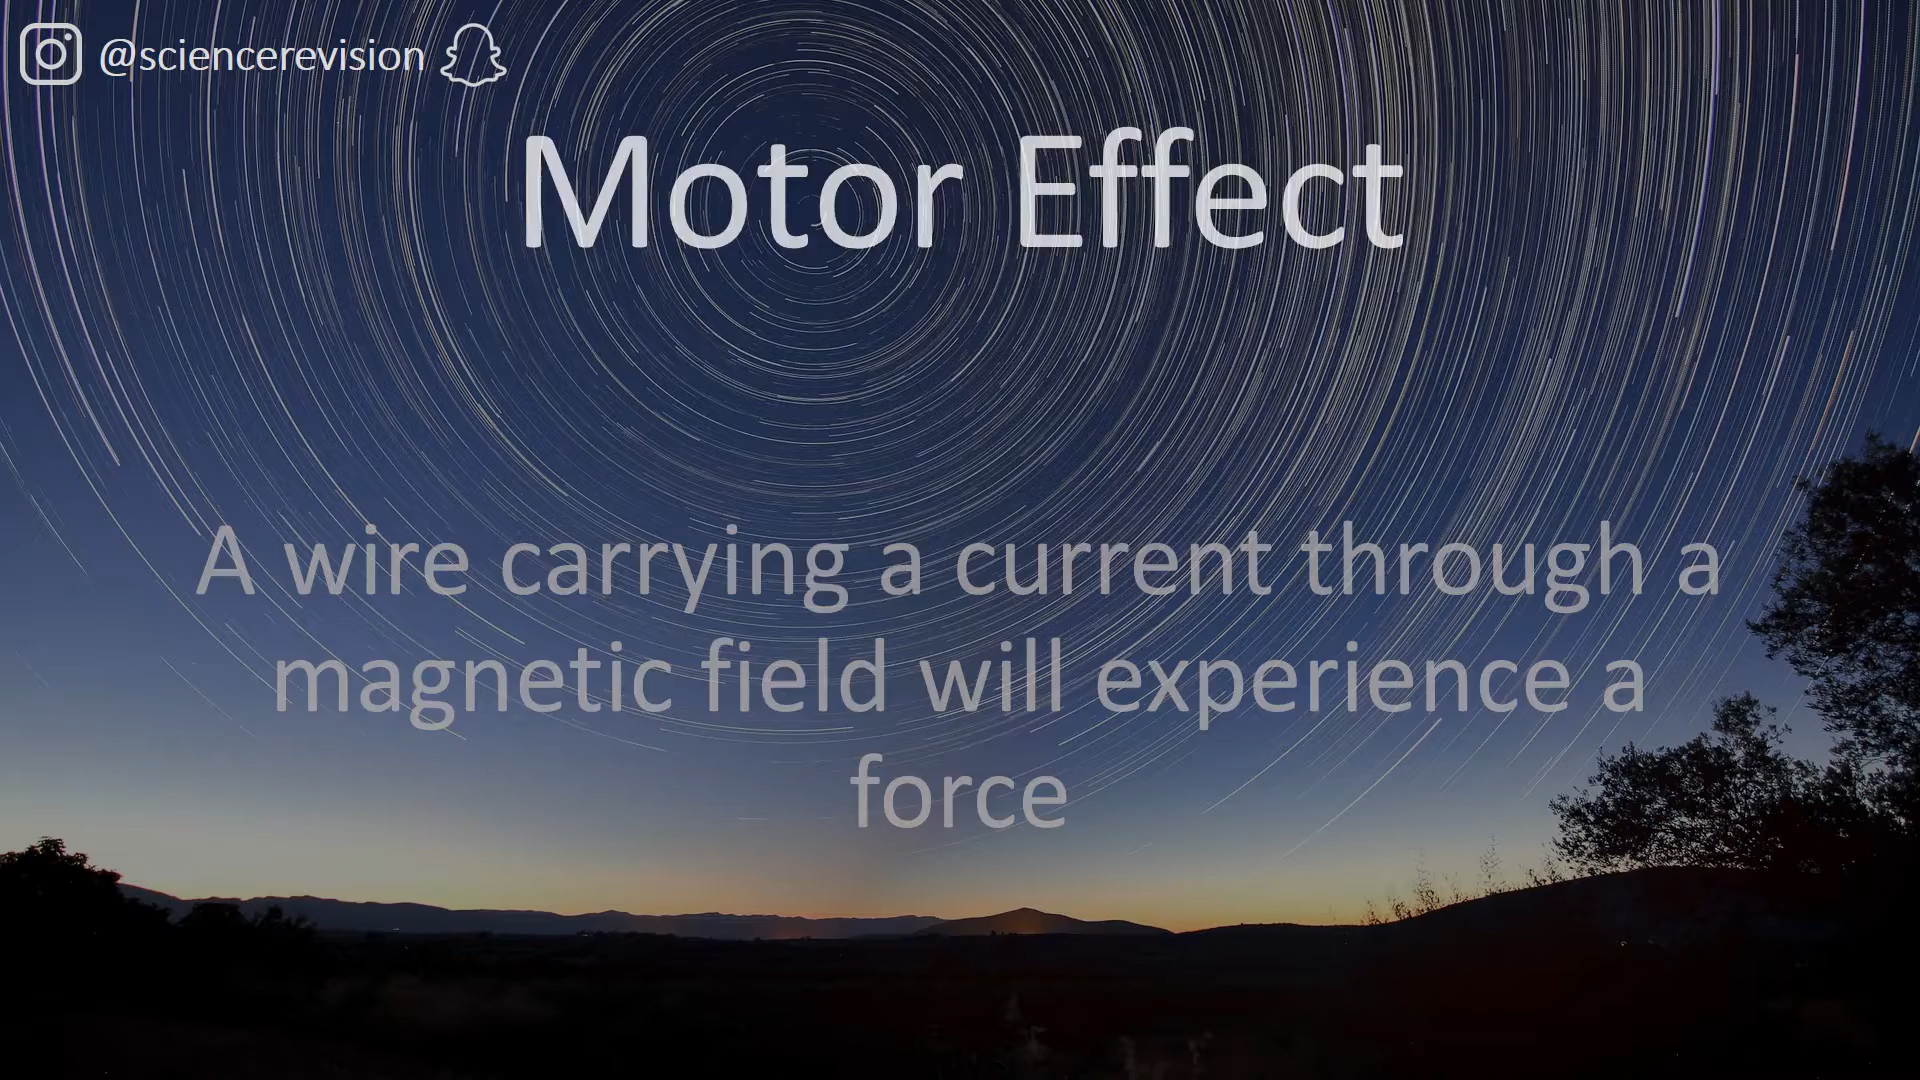 @sciencerevision
Motor Effect
A wire carrying a current through a
magnetic field will experience a
force